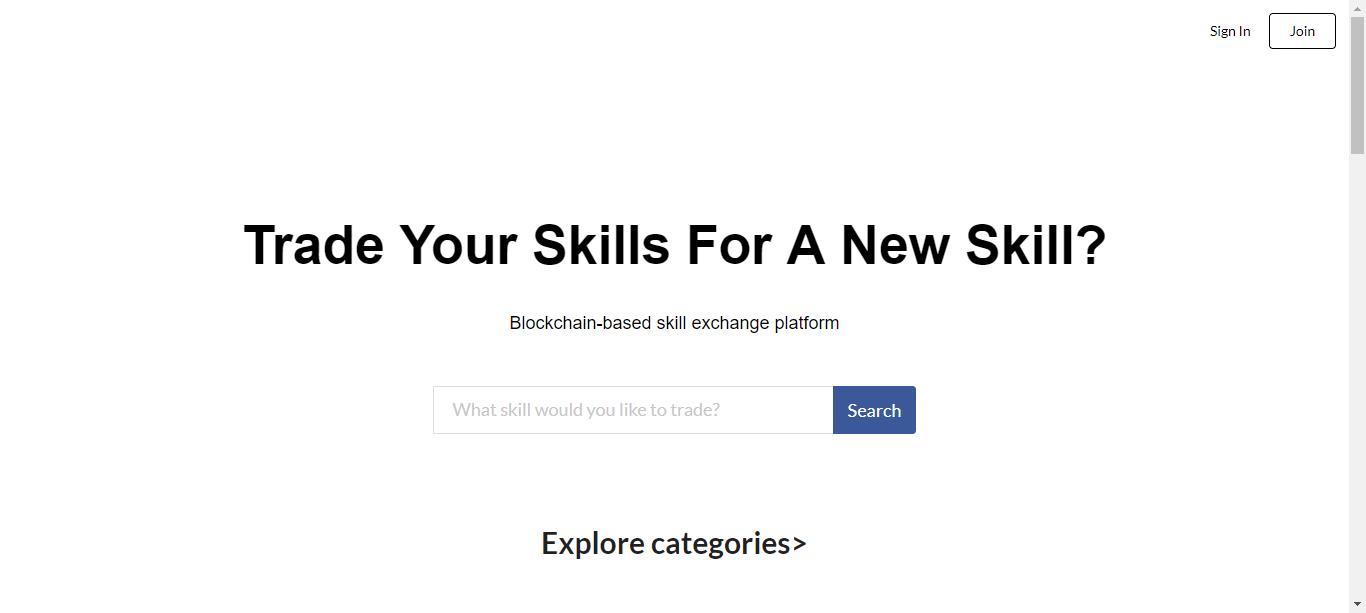 Sign In
Join
Trade Your Skills For A New Skill?
Blockchain-based skill exchange platform
What skill would you like to trade?
Search
Explore categories>